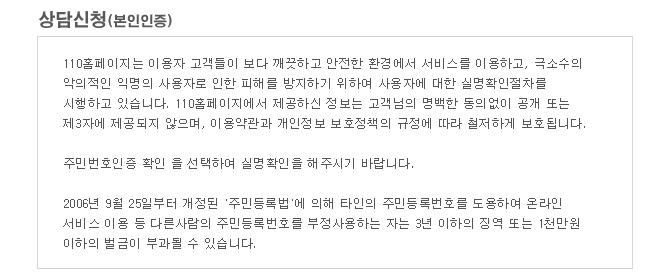 상담신청(본인인증)
110홈페이지는 이용자 고객들이 보다 깨끗하고 안전한 환경에서 서비스를 이용하고, 극소수의
악의적인 익명의 사용자로 인한 피해를 방지하기 위하여 사용자에 대한 실명확인절차를
시행하고 있습니다. 110홈페이지에서 제공하신 정보는 고객님의 명백한 동의없이 공개 또는
제3자에 제공되지 않으며, 이용약관과 개인정보 보호정책의 규정에 따라 철저하게 보호됩니다.
주민번호인증 확인 을 선택하여 실명확인을 해주시기 바랍니다.
2006년 9월 25일부터 개정된 '주민등록법'에 의해 타인의 주민등록번호를 도용하여 온라인
서비스 이용 등 다른사람의 주민등록번호를 부정사용하는 자는 3년 이하의 징역 또는 1천만원
이하의 벌금이 부과될 수 있습니다.